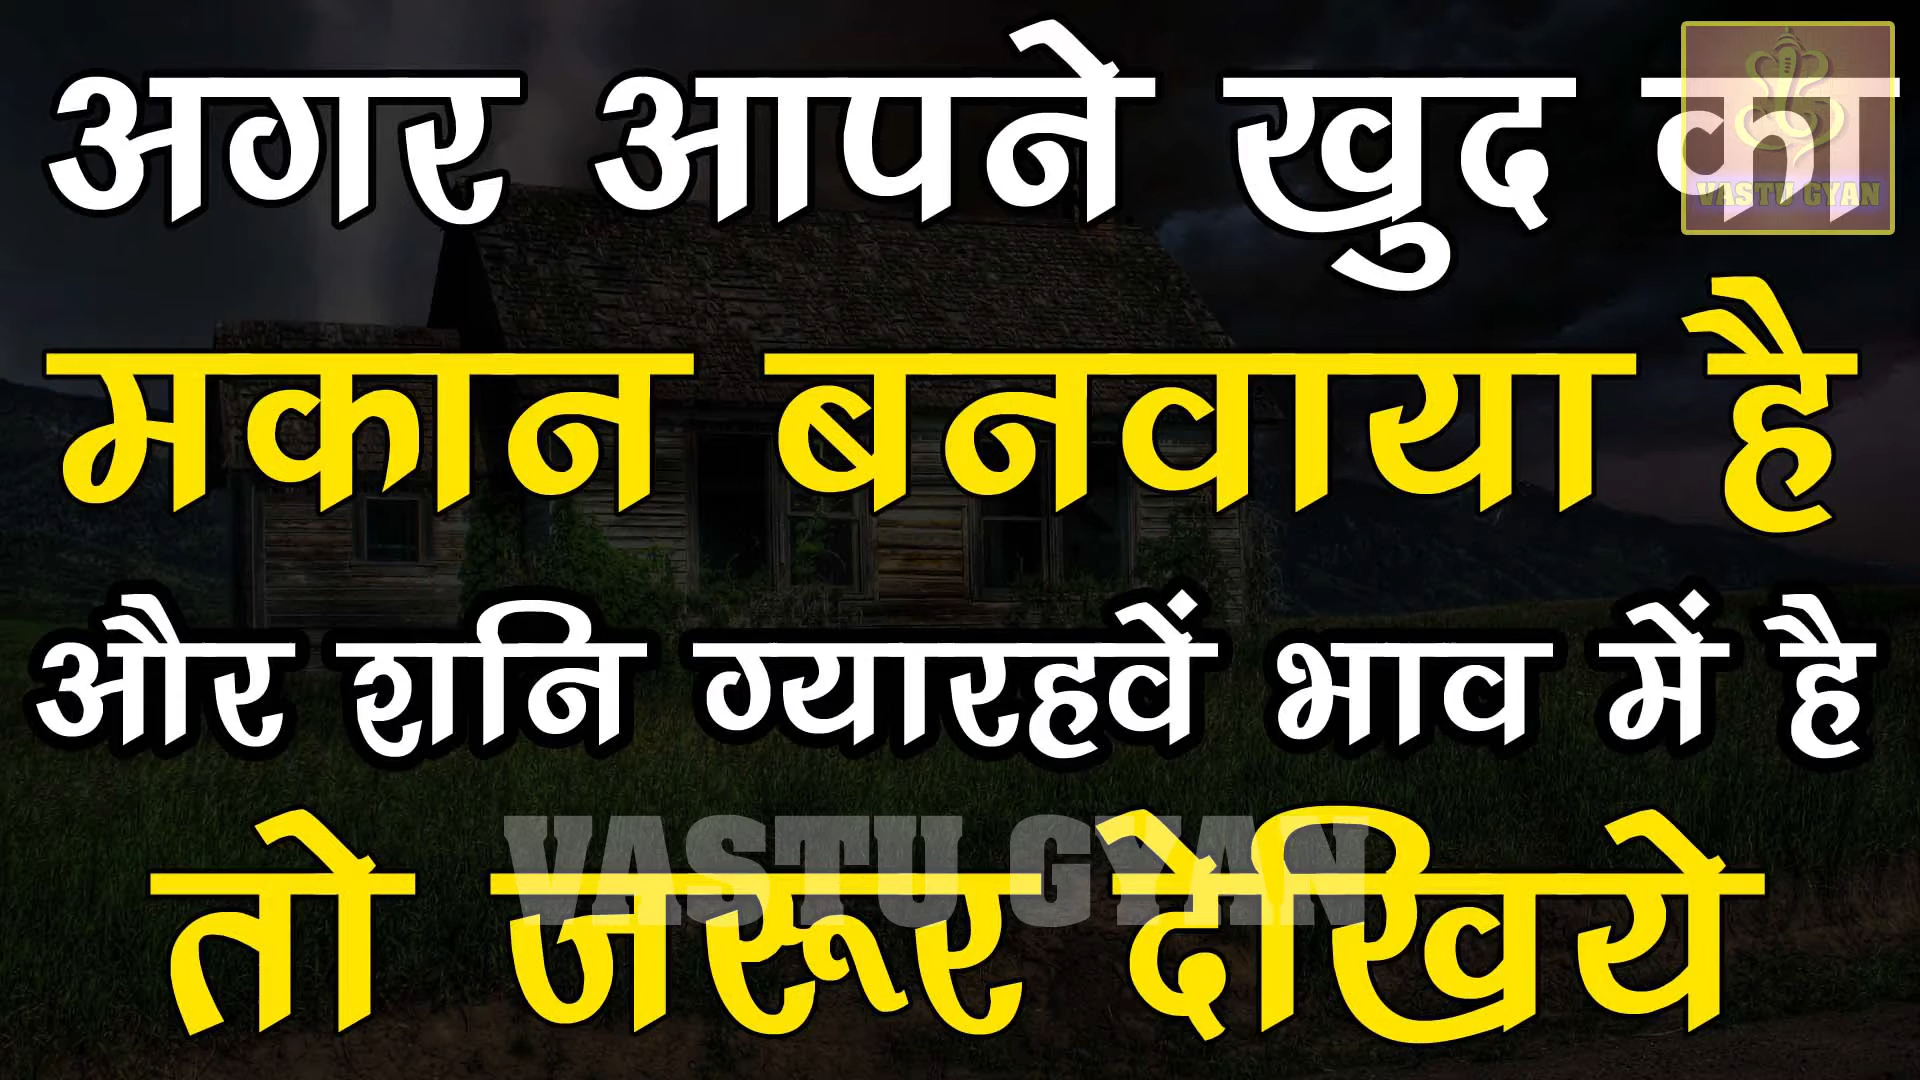 अगर आपने खुद का
VASTU GYAN
मकान बनवाया है
और शनि ग्यारहवें भाव में है
तो जरूर देखिये
VASTU GYAN